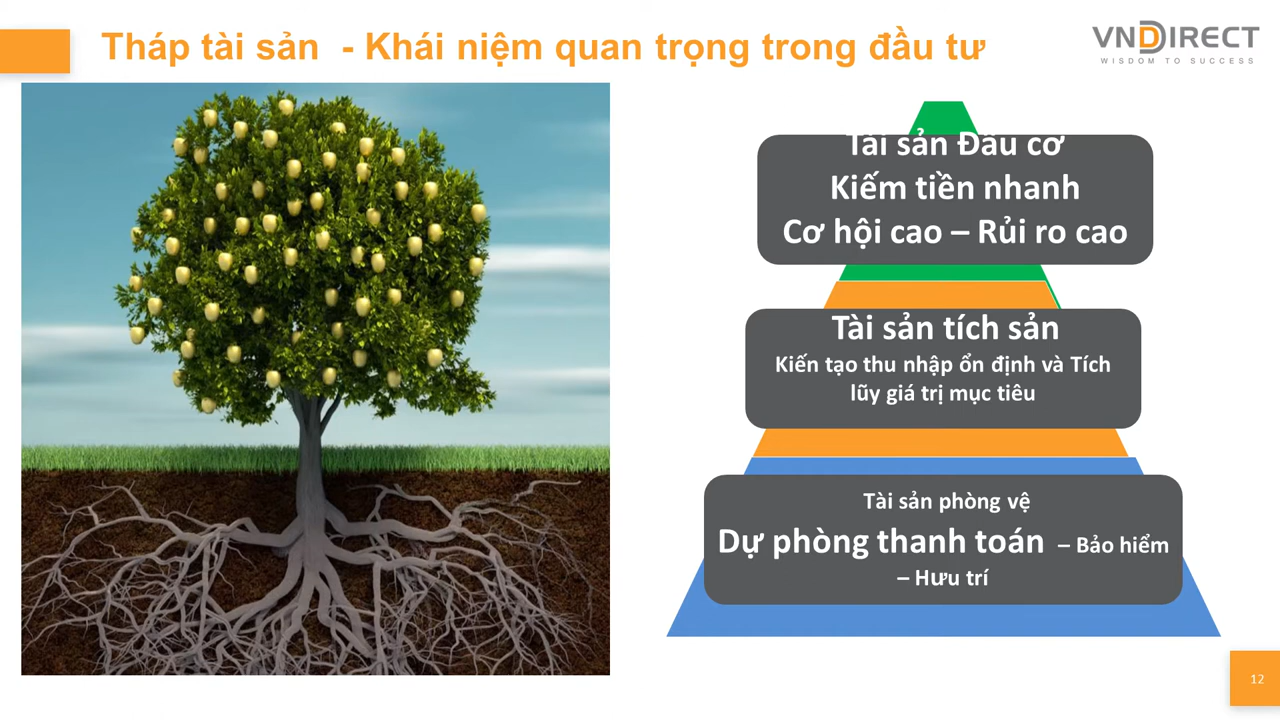 Tháp tài sản - Khái niệm quan trọng trong đầu tư
VNDIRECT
WISDOM TO SUCCESS
Tài sản Đầu cơ
Kiếm tiền nhanh
Cơ hội cao – Rủi ro cao
Tài sản tích sản
Kiến tạo thu nhập ổn định và Tích
lũy giá trị mục tiêu
Tài sản phòng vệ
Dự phòng thanh toán – Bảo hiểm
– Hưu trí
12